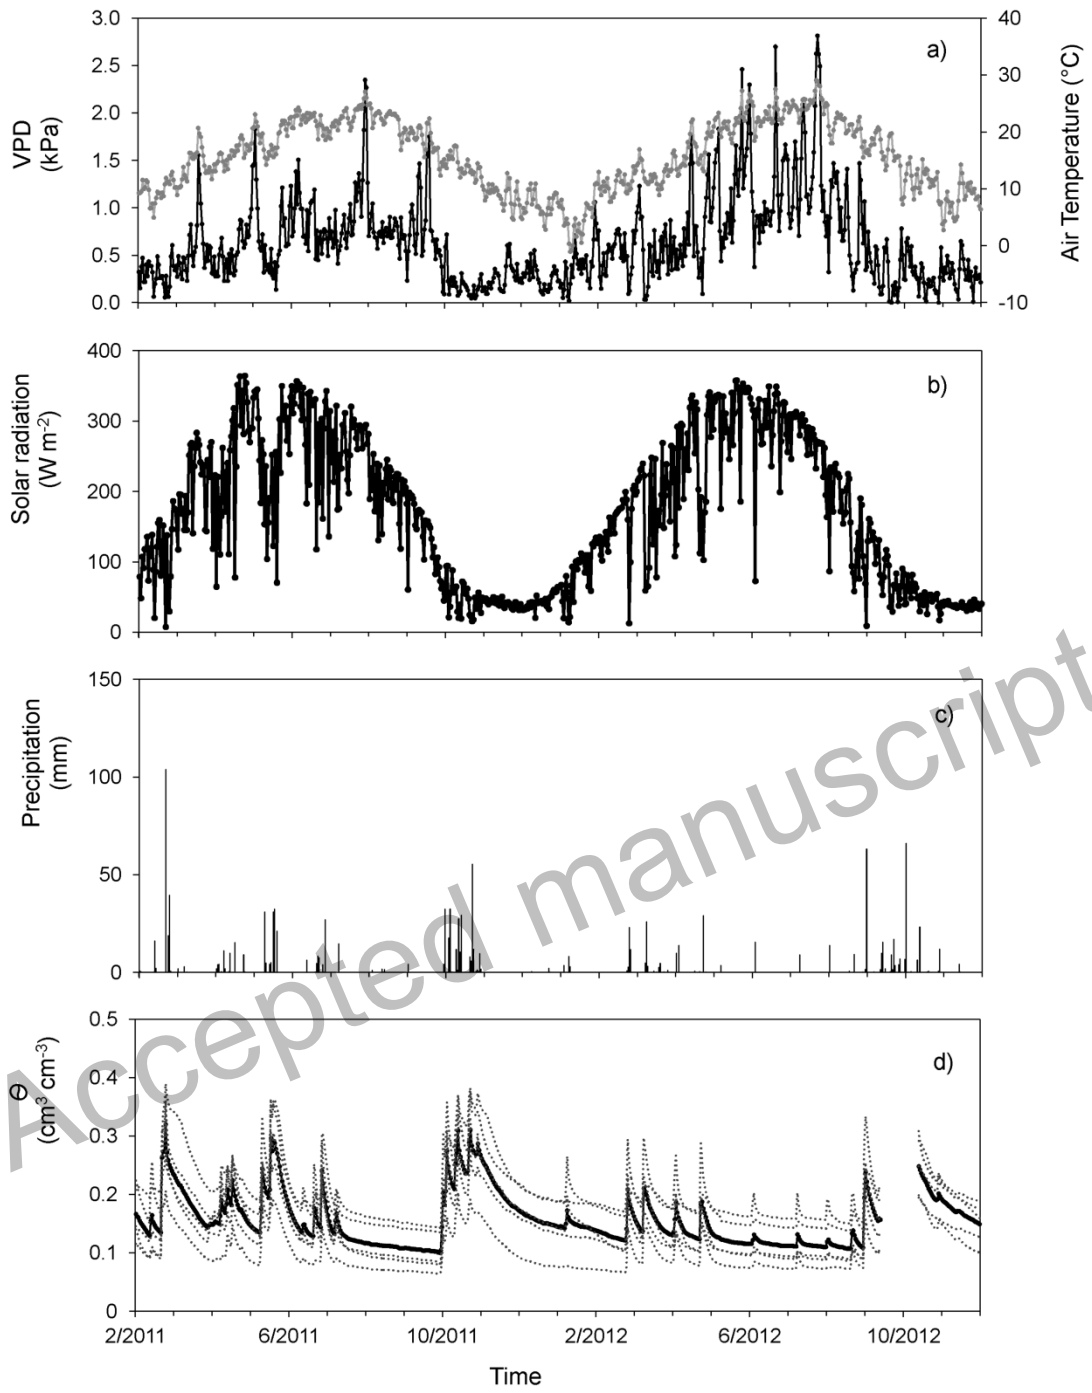 3.0
2.5
2.0
1.5
1.0
0.5
0.0
VPD
(kPa)
40
30
20
10
0
-10
Air Temperature (°C)
a)
400
300
200
100
0
Solar radiation
(W m-2)
b)
150
100
50
0
Precipitation
(mm)
c)
0.5
0.4
0.3
0.2
0.1
0
Θ
(cm3 cm-3)
d)
2/2011
6/2011
10/2011
2/2012
6/2012
10/2012
Time
Accepted manuscript